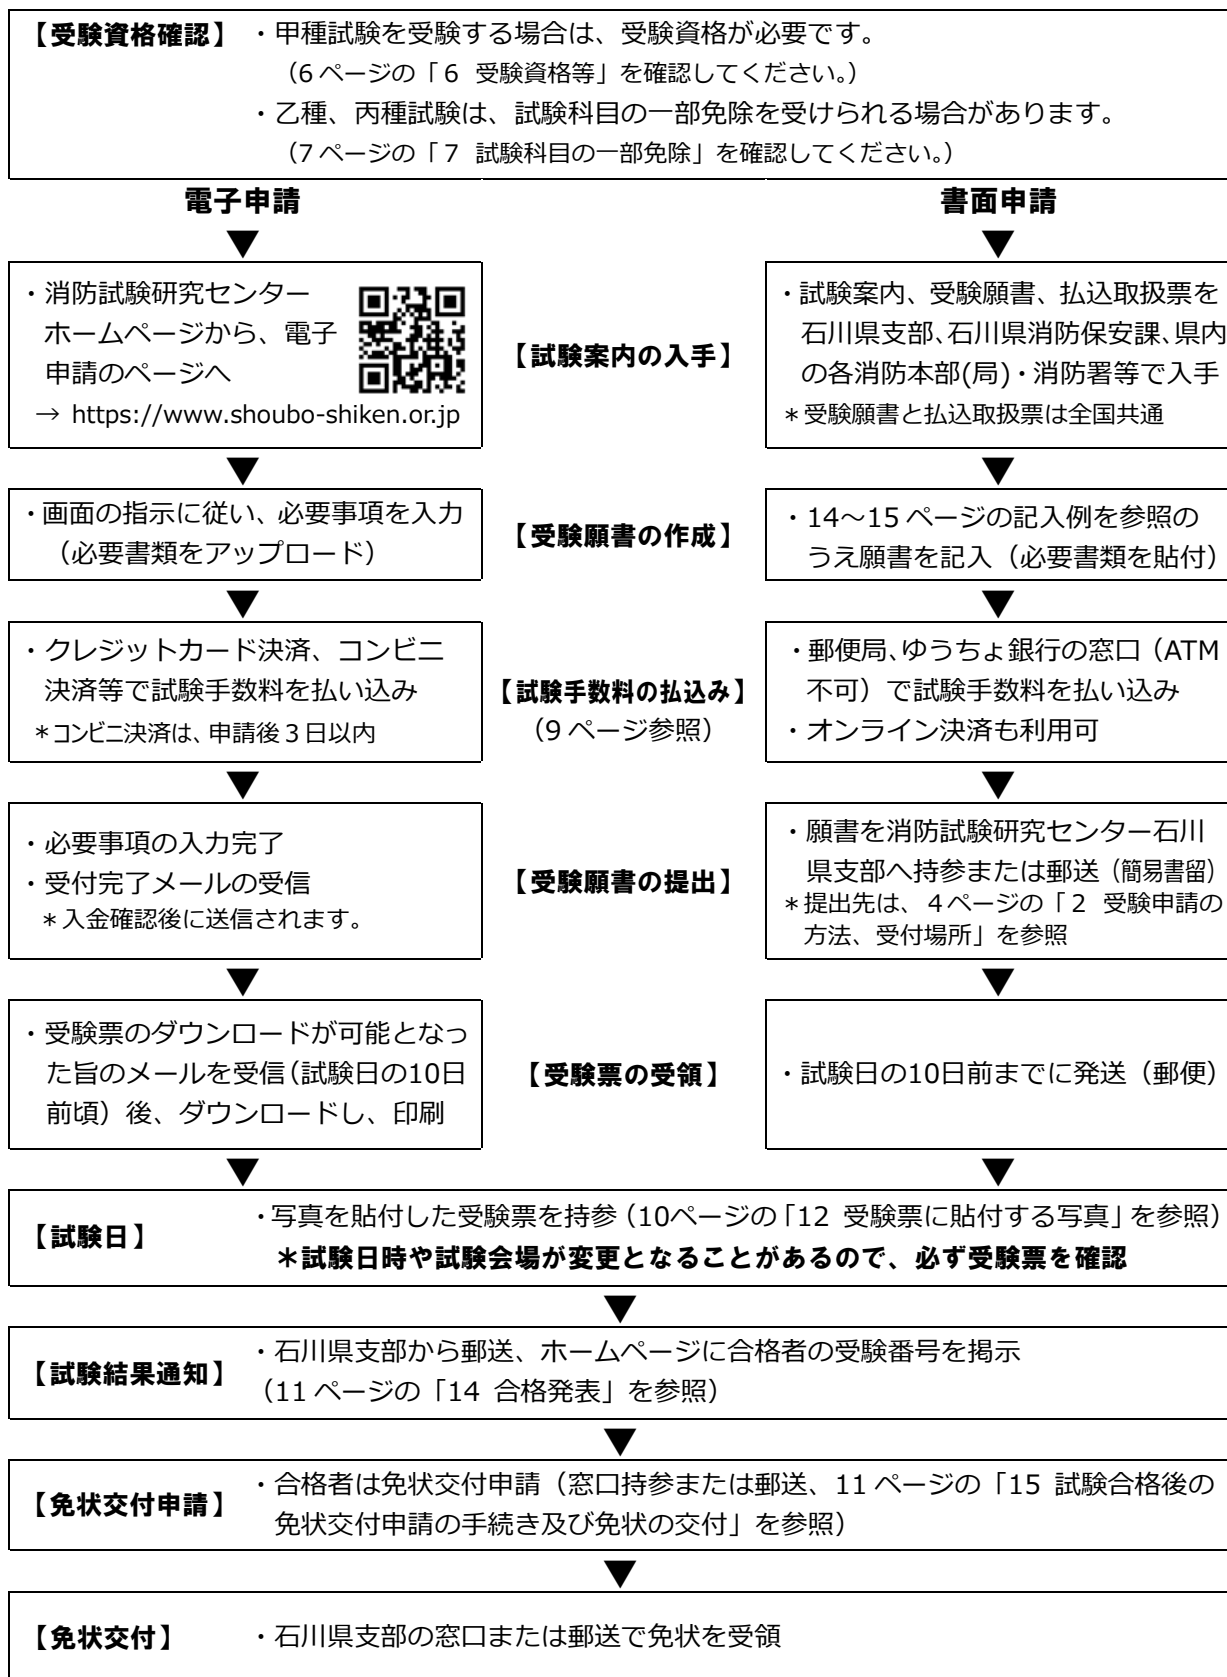 【受験資格確認】 ・甲種試験を受験する場合は、受験資格が必要です。
（6 ページの「6 受験資格等」を確認してください。）
・乙種、丙種試験は、試験科目の一部免除を受けられる場合があります。
（7 ページの「7 試験科目の一部免除」を確認してください。）
電子申請
書面申請
・消防試験研究センター
ホームページから、電子
申請のページへ
→ https://www.shoubo-shiken.or.jp
【試験案内の入手】
・試験案内、受験願書、払込取扱票を
石川県支部、石川県消防保安課、県内
の各消防本部(局)・消防署等で入手
＊受験願書と払込取扱票は全国共通
・画面の指示に従い、必要事項を入力
（必要書類をアップロード）
【受験願書の作成】
・14～15 ページの記入例を参照の
うえ願書を記入（必要書類を貼付）
・クレジットカード決済、コンビニ
決済等で試験手数料を払い込み
＊コンビニ決済は、申請後３日以内
【試験手数料の払込み】
（9 ページ参照）
・郵便局、ゆうちょ銀行の窓口（ATM
不可）で試験手数料を払い込み
・オンライン決済も利用可
・必要事項の入力完了
・受付完了メールの受信
＊入金確認後に送信されます。
【受験願書の提出】
・願書を消防試験研究センター石川
県支部へ持参または郵送（簡易書留）
＊提出先は、４ページの「２ 受験申請の
方法、受付場所」を参照
・受験票のダウンロードが可能となっ
た旨のメールを受信（試験日の10日
前頃）後、ダウンロードし、印刷
【受験票の受領】
・試験日の10日前までに発送（郵便）
【試験日】 ・写真を貼付した受験票を持参（10ページの「12 受験票に貼付する写真」を参照）
＊試験日時や試験会場が変更となることがあるので、必ず受験票を確認
【試験結果通知】 ・石川県支部から郵送、ホームページに合格者の受験番号を掲示
（11 ページの「14 合格発表」を参照）
【免状交付申請】 ・合格者は免状交付申請（窓口持参または郵送、11 ページの「15 試験合格後の
免状交付申請の手続き及び免状の交付」を参照）
【免状交付】 ・石川県支部の窓口または郵送で免状を受領